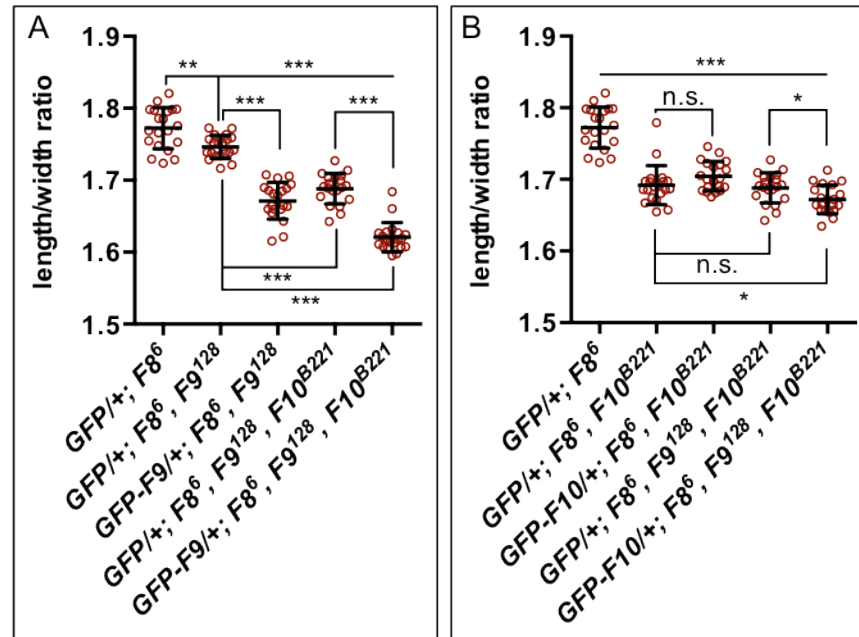 A
length/width ratio
1.9
1.8
1.7
1.6
1.5
**
***
***
***
***
***
GFP/+; F8⁶
GFP/+; F8⁶, F9¹²⁸
GFP-F9/+; F8⁶, F9¹²⁸
GFP/+; F8⁶, F9¹²⁸, F10ᴮ²²¹
GFP-F9/+; F8⁶, F9¹²⁸, F10ᴮ²²¹
B
length/width ratio
1.9
1.8
1.7
1.6
1.5
***
n.s.
*
n.s.
*
GFP/+; F8⁶
GFP/+; F8⁶, F10ᴮ²²¹
GFP-F10/+; F8⁶, F10ᴮ²²¹
GFP/+; F8⁶, F9¹²⁸, F10ᴮ²²¹
GFP-F10/+; F8⁶, F9¹²⁸, F10ᴮ²²¹